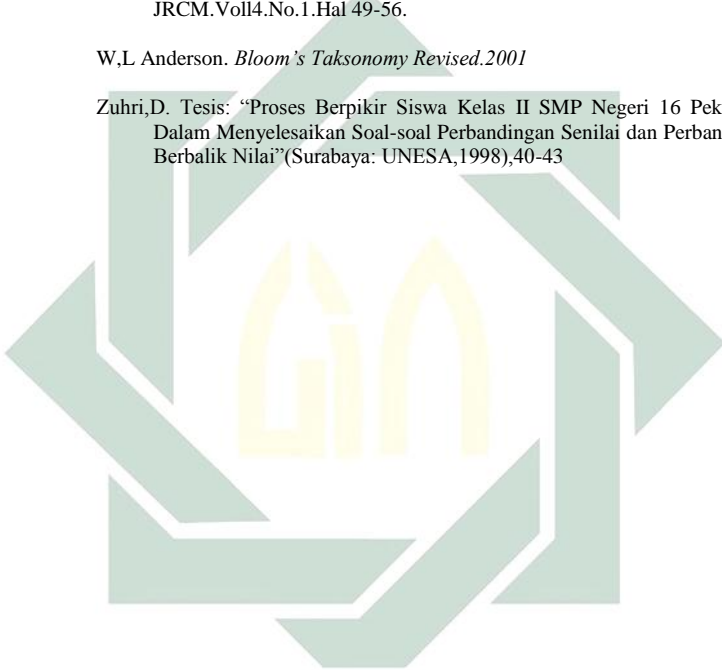 JRCM.Voll4.No.1.Hal 49-56.
W,L Anderson. Bloom’s Taksonomy Revised.2001
Zuhri,D. Tesis: “Proses Berpikir Siswa Kelas II SMP Negeri 16 Pek
Dalam Menyelesaikan Soal-soal Perbandingan Senilai dan Perban
Berbalik Nilai”(Surabaya: UNESA,1998),40-43